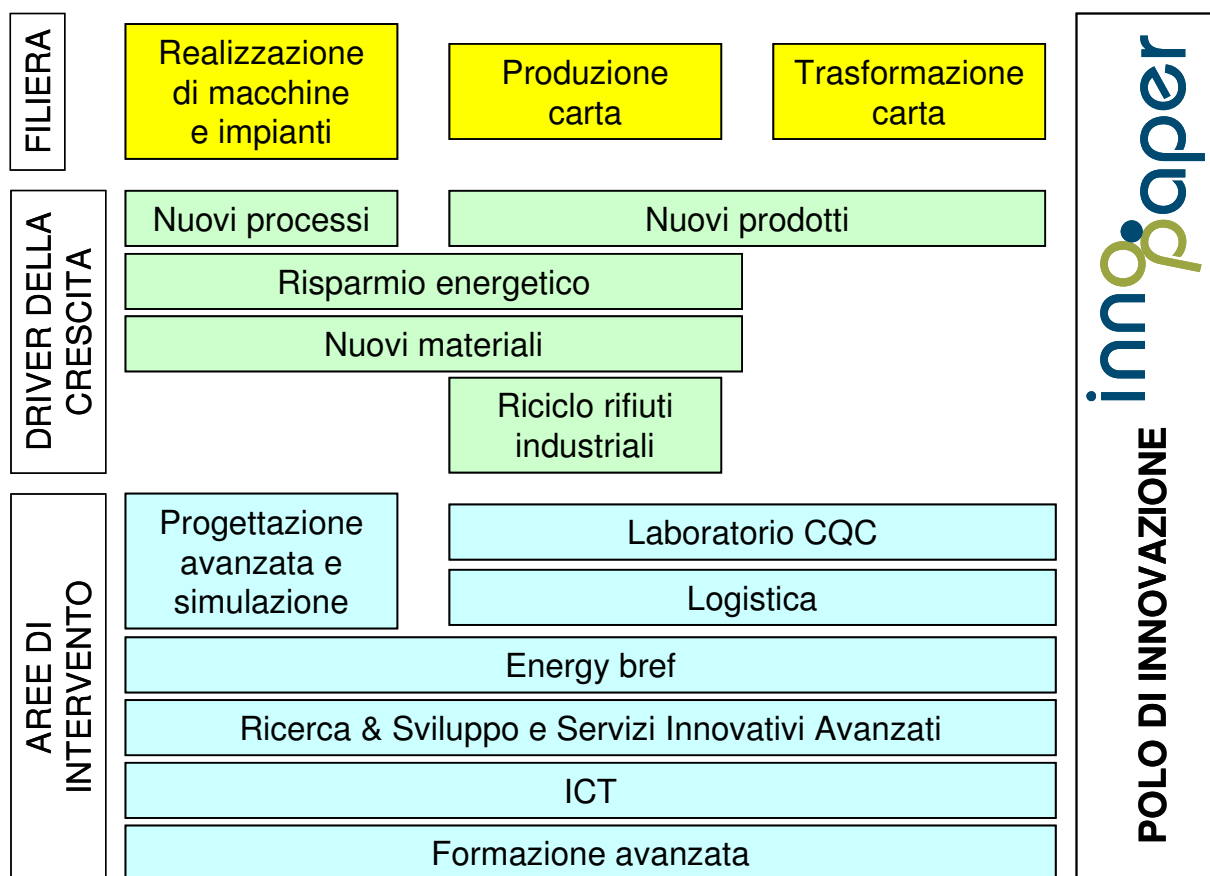 FILIERA
Realizzazione
di macchine
e impianti
Produzione
carta
Trasformazione
carta
DRIVER DELLA
CRESCITA
Nuovi processi
Nuovi prodotti
Risparmio energetico
Nuovi materiali
Riciclo rifiuti
industriali
AREE DI
INTERVENTO
Progettazione
avanzata e
simulazione
Laboratorio CQC
Logistica
Energy bref
Ricerca & Sviluppo e Servizi Innovativi Avanzati
ICT
Formazione avanzata
POLO DI INNOVAZIONE
innopaper